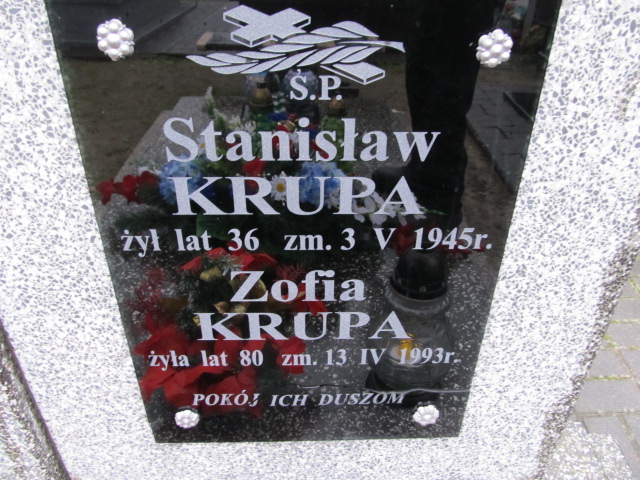 Ś.P.
Stanisław
KRUPA
żył lat 36 zm. 3 V 1945r.
Zofia
KRUPA
żyła lat 80 zm. 13 IV 1993r.
POKÓJ ICH DUSZOM